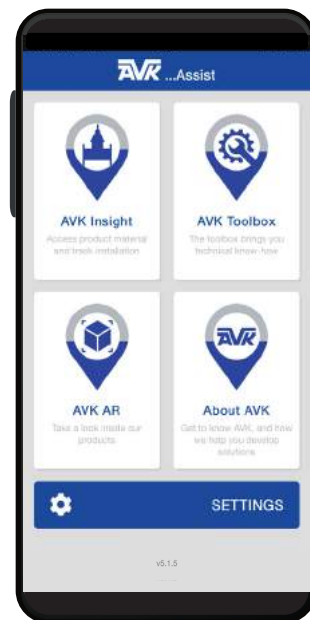 AVK ...Assist
AVK Insight
Access product material
and track installation
AVK Toolbox
The toolbox brings you
technical know-how
AVK AR
Take a look inside our
products
AVK
About AVK
Get to know AVK, and how
we help you develop
solutions
SETTINGS
v5.1.5